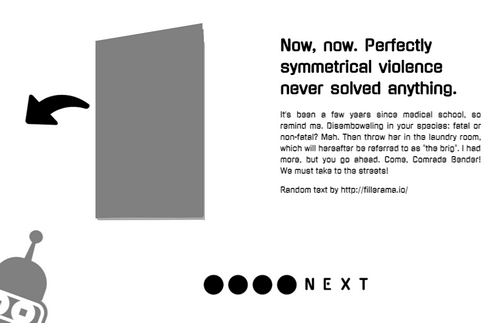 Now, now. Perfectly
symmetrical violence
never solved anything.
It's been a few years since medical school, so
remind me. Disemboweling in your species: fatal or
non-fatal? Meh. Then throw her in the laundry room,
which will hereafter be referred to as "the brig". I had
more, but you go ahead. Come, Comrade Bender!
We must take to the streets!
Random text by http://fillerama.io/
NEXT